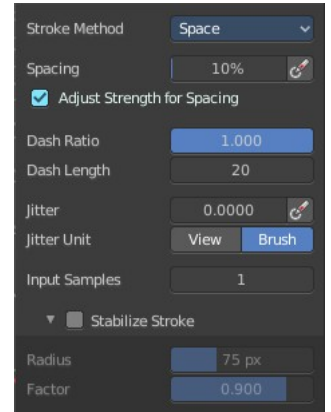 Stroke Method Space
Spacing 10%
Adjust Strength for Spacing
Dash Ratio 1.000
Dash Length 20
Jitter 0.0000
Jitter Unit View Brush
Input Samples 1
Stabilize Stroke
Radius 75 px
Factor 0.900